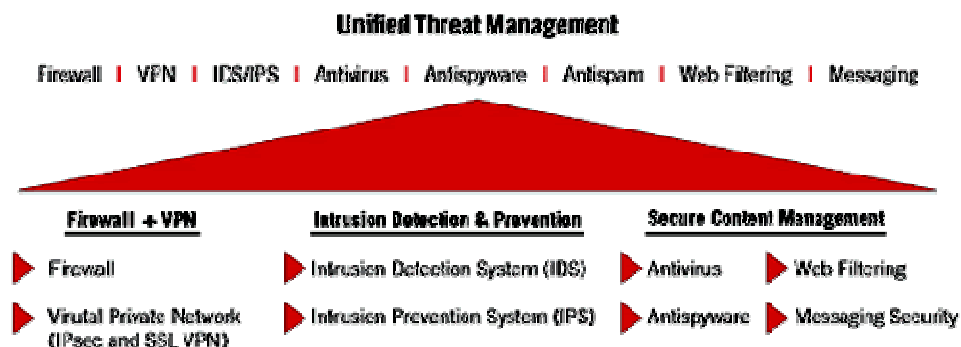 Unified Threat Management
Firewall | VPN | IDS/IPS | Antivirus | Antispyware | Antispam | Web Filtering | Messaging
Firewall + VPN
Intrusion Detection & Prevention
Secure Content Management
Firewall
Intrusion Detection System (IDS)
Antivirus
Web Filtering
Virutal Private Network
(IPsec and SSL VPN)
Intrusion Prevention System (IPS)
Antispyware
Messaging Security